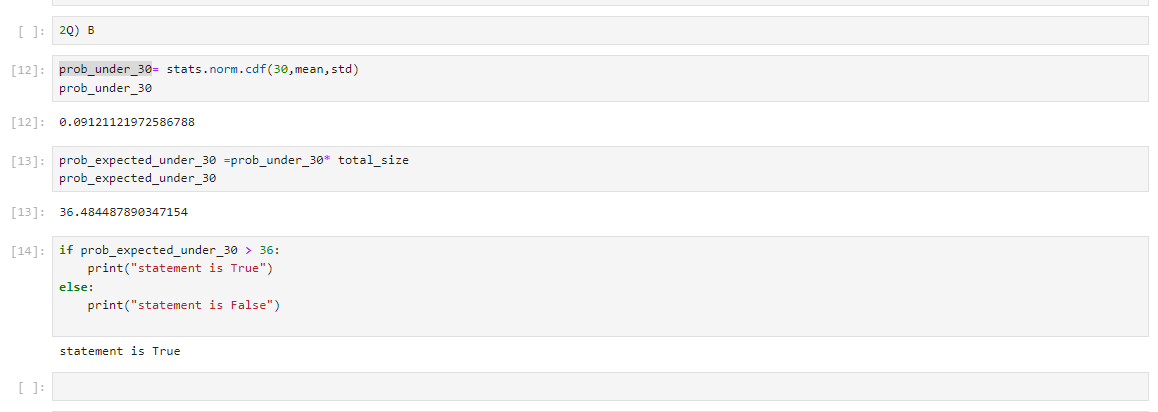 [ ]: 2Q) B
[12]: prob_under_30= stats.norm.cdf(30,mean,std)
prob_under_30
[12]: 0.09121121972586788
[13]: prob_expected_under_30 =prob_under_30* total_size
prob_expected_under_30
[13]: 36.484487890347154
[14]: if prob_expected_under_30 > 36:
    print("statement is True")
else:
    print("statement is False")
statement is True
[ ]: